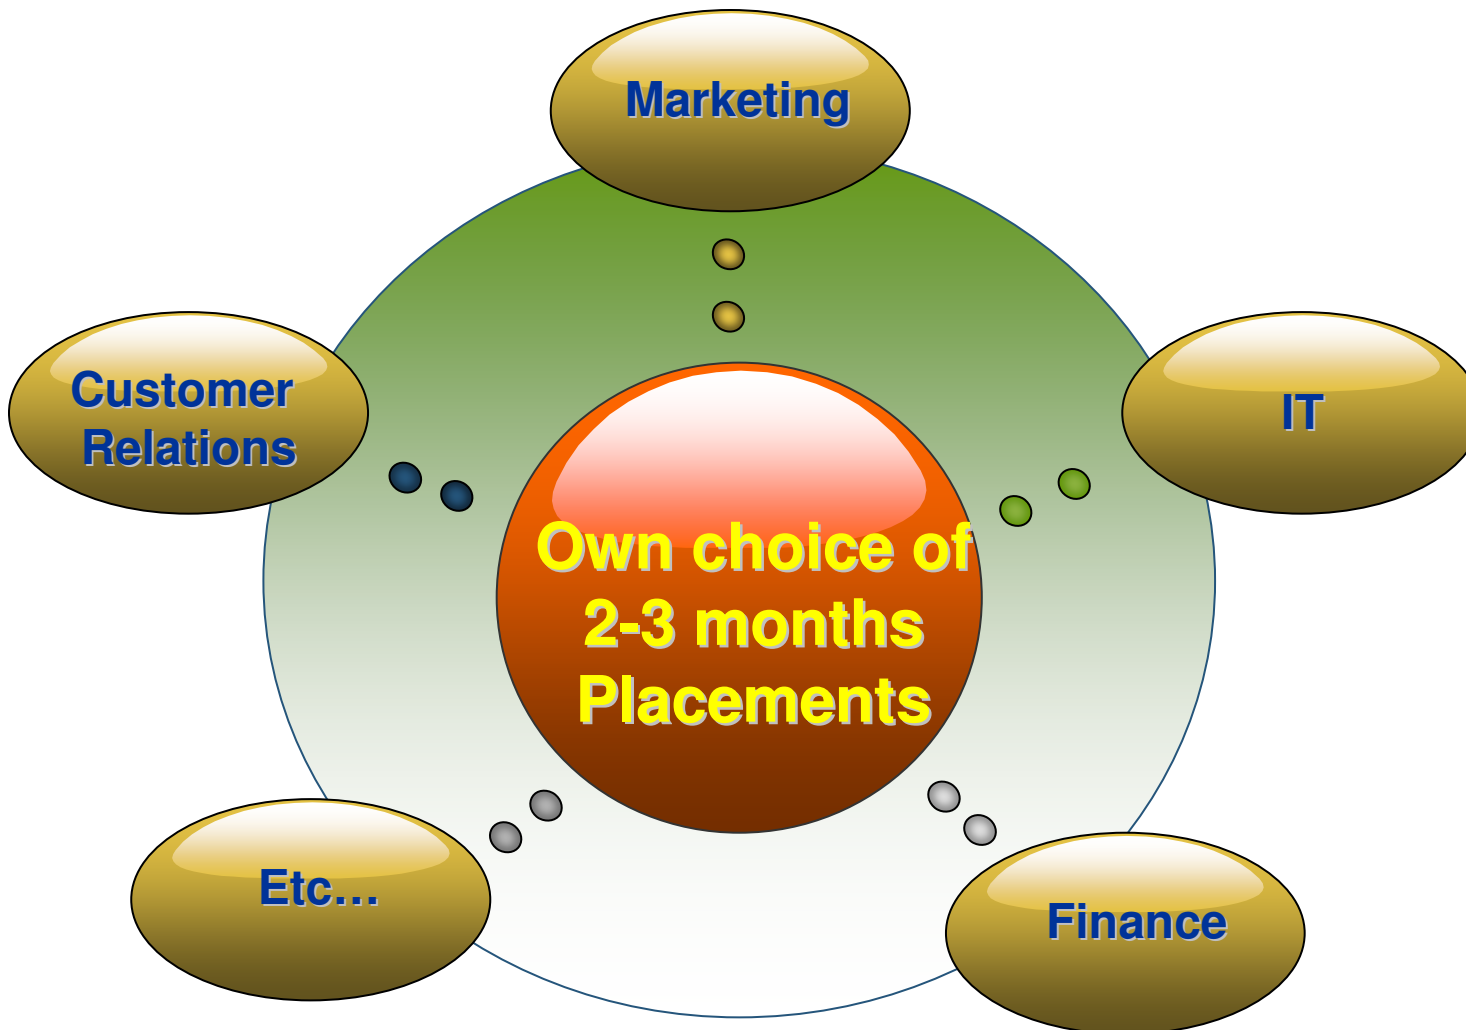 Marketing
Customer
Relations
IT
Own choice of
2-3 months
Placements
Etc…
Finance